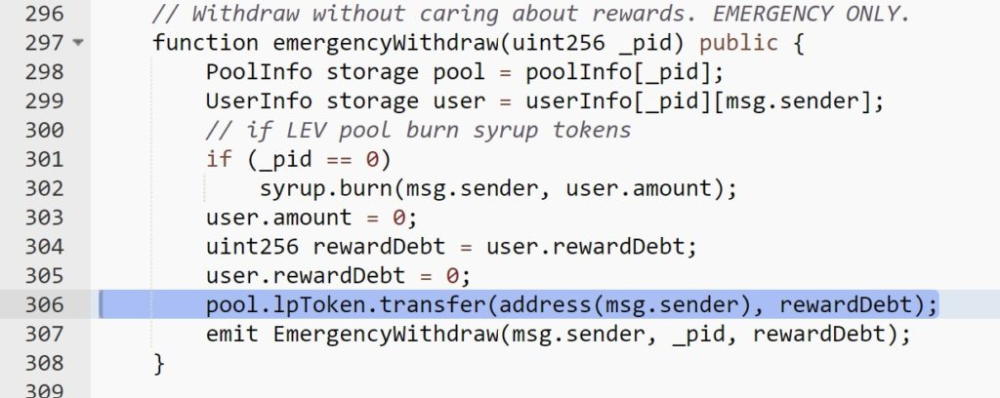 296 // Withdraw without caring about rewards. EMERGENCY ONLY.
297 function emergencyWithdraw(uint256 _pid) public {
298 PoolInfo storage pool = poolInfo[_pid];
299 UserInfo storage user = userInfo[_pid][msg.sender];
300 // if LEV pool burn syrup tokens
301 if (_pid == 0)
302 syrup.burn(msg.sender, user.amount);
303 user.amount = 0;
304 uint256 rewardDebt = user.rewardDebt;
305 user.rewardDebt = 0;
306 pool.lpToken.transfer(address(msg.sender), rewardDebt);
307 emit EmergencyWithdraw(msg.sender, _pid, rewardDebt);
308 }
309